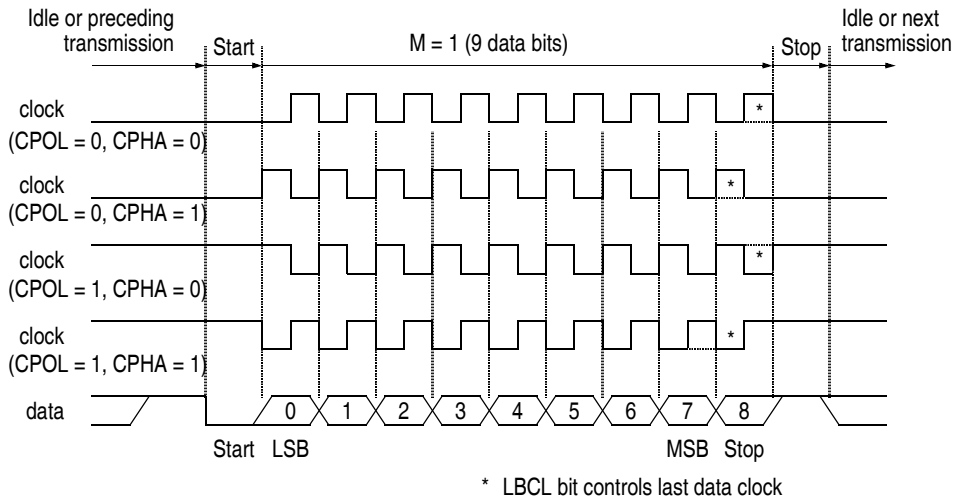 Idle or preceding
transmission
Start
M = 1 (9 data bits)
Stop
Idle or next
transmission
clock
*
(CPOL = 0, CPHA = 0)
clock
*
(CPOL = 0, CPHA = 1)
clock
*
(CPOL = 1, CPHA = 0)
clock
*
(CPOL = 1, CPHA = 1)
data
0 1 2 3 4 5 6 7 8
Start LSB MSB Stop
* LBCL bit controls last data clock